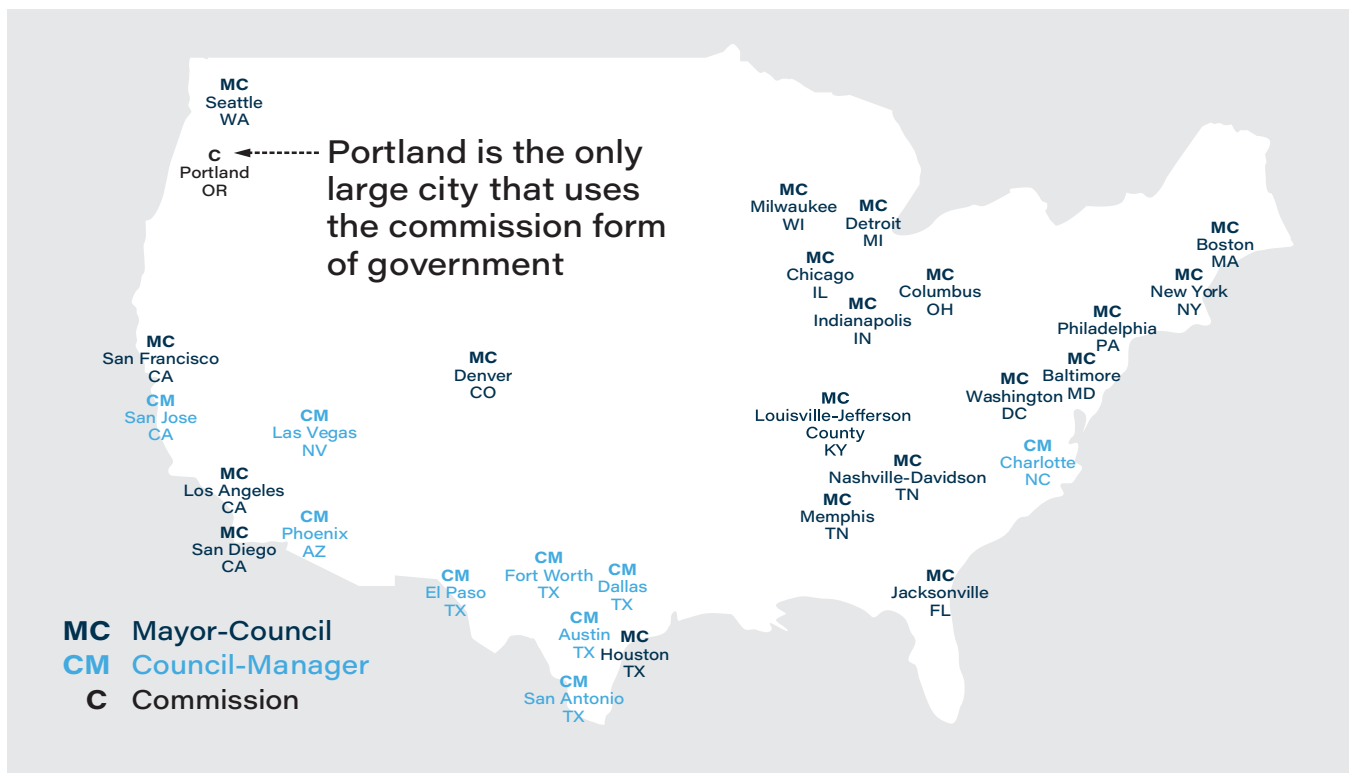 MC
Seattle
WA
C
Portland
OR
Portland is the only
large city that uses
the commission form
of government
MC
Milwaukee
WI
MC
Detroit
MI
MC
Chicago
IL
MC
Indianapolis
IN
MC
Columbus
OH
MC
Boston
MA
MC
New York
NY
MC
Philadelphia
PA
MC
Baltimore
MD
MC
Washington
DC
MC
San Francisco
CA
CM
San Jose
CA
CM
Las Vegas
NV
MC
Denver
CO
MC
Louisville-Jefferson
County
KY
MC
Nashville-Davidson
TN
MC
Memphis
TN
CM
Charlotte
NC
MC
Los Angeles
CA
MC
San Diego
CA
CM
Phoenix
AZ
CM
El Paso
TX
CM
Fort Worth
TX
CM
Dallas
TX
CM
Austin
TX
MC
Houston
TX
CM
San Antonio
TX
MC
Jacksonville
FL
MC Mayor-Council
CM Council-Manager
C Commission